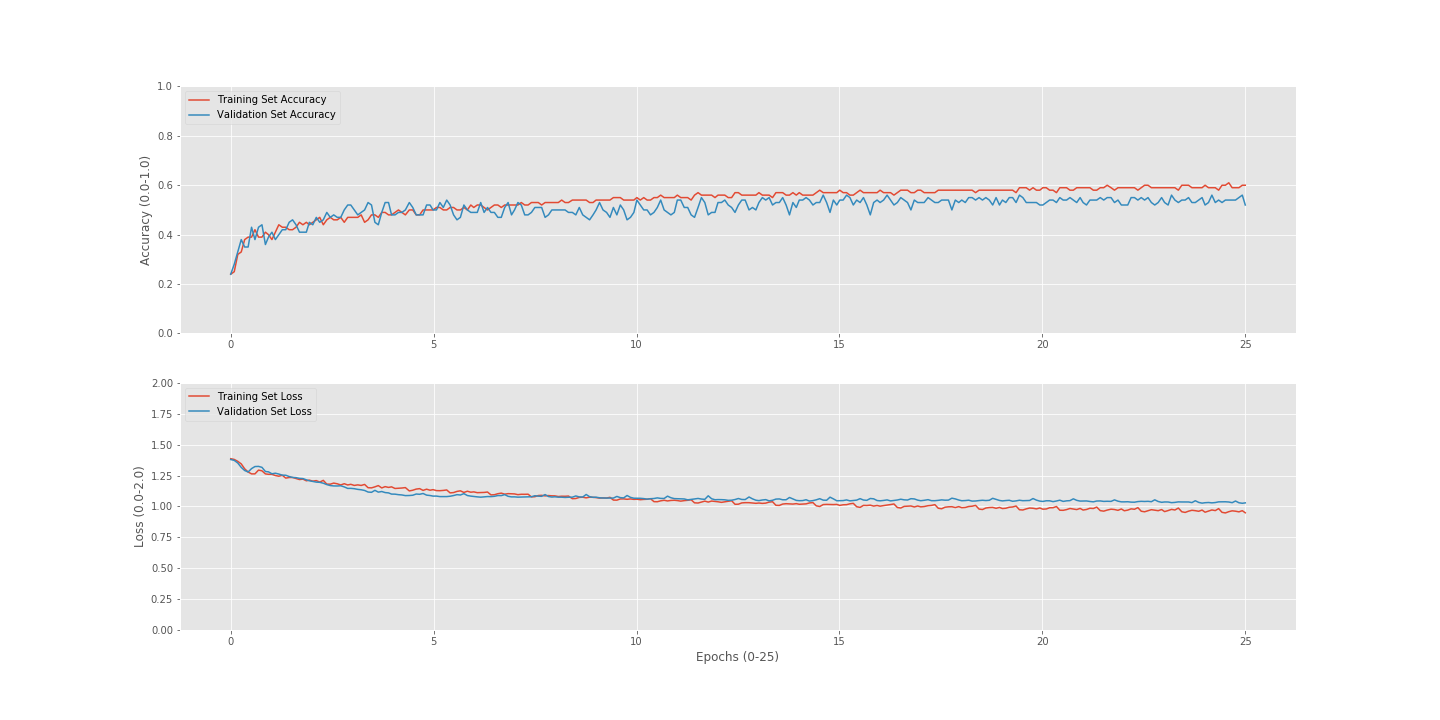 1.0
Training Set Accuracy
Validation Set Accuracy
0.8
0.6
0.4
0.2
0.0
Accuracy (0.0-1.0)
0 5 10 15 20 25
2.00
Training Set Loss
Validation Set Loss
1.75
1.50
1.25
1.00
0.75
0.50
0.25
0.00
Loss (0.0-2.0)
0 5 10 15 20 25
Epochs (0-25)